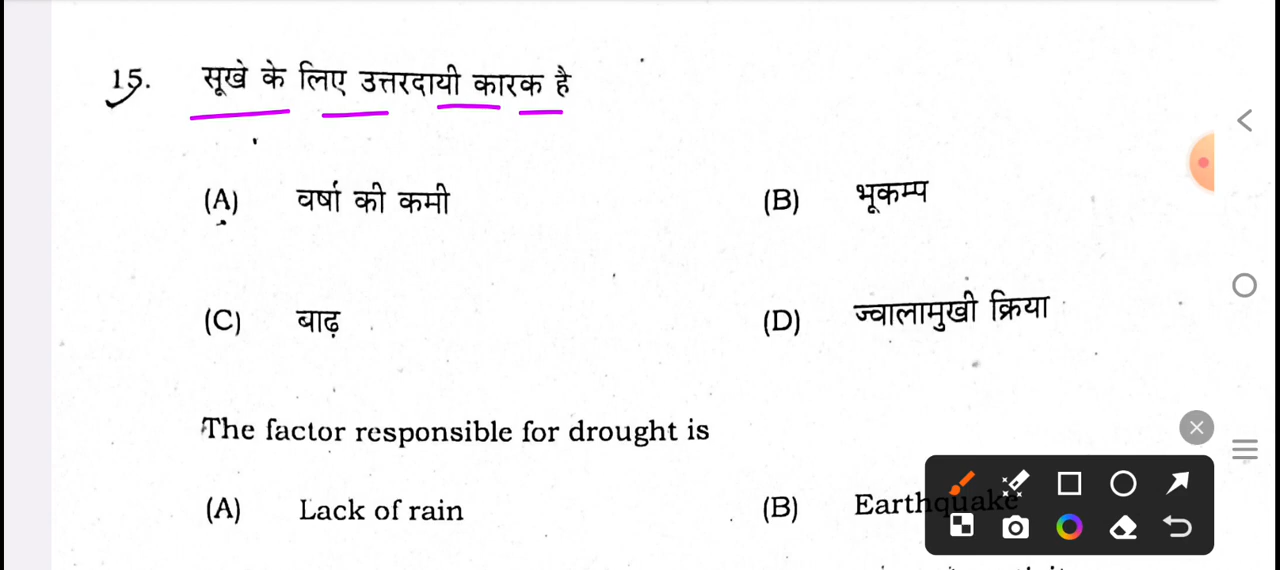 15. सूखे के लिए उत्तरदायी कारक है
(A) वर्षा की कमी (B) भूकम्प
(C) बाढ़ (D) ज्वालामुखी क्रिया
The factor responsible for drought is
(A) Lack of rain (B) Earthquake